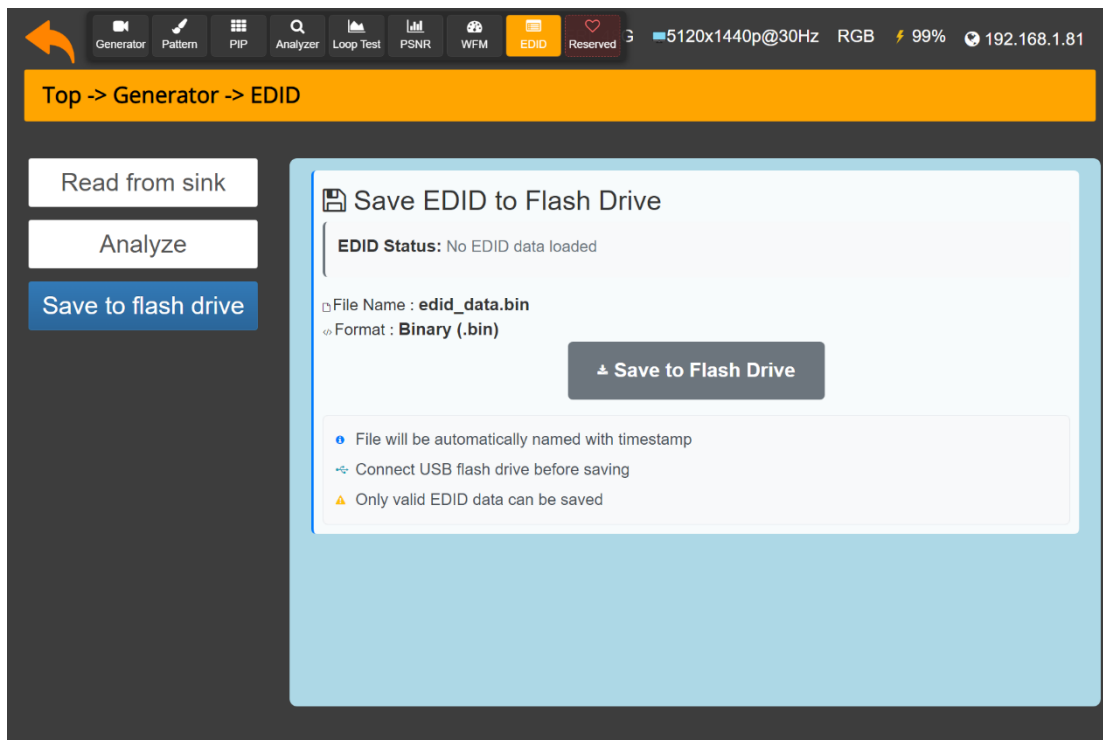 Generator Pattern PIP Analyzer Loop Test PSNR WFM EDID Reserved G 5120x1440p@30Hz RGB 99% 192.168.1.81
Top -> Generator -> EDID
Read from sink
Analyze
Save to flash drive
Save EDID to Flash Drive
EDID Status: No EDID data loaded
File Name : edid_data.bin
Format : Binary (.bin)
Save to Flash Drive
File will be automatically named with timestamp
Connect USB flash drive before saving
Only valid EDID data can be saved